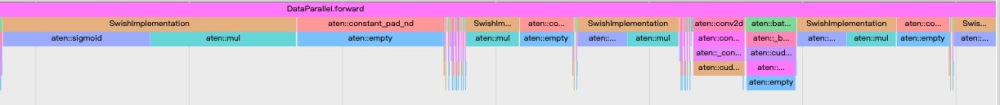 DataParallel.forward
SwishImplementation aten::constant_pad_nd SwishIm... aten::co... SwishImplementation aten::conv2d aten::bat... SwishImplementation aten::co... Swis...
aten::sigmoid aten::mul aten::empty aten::mul aten::empty aten::... aten::mul aten::con... aten::_b... aten::... aten::mul aten::empty aten::...
aten::_con... aten::cud...
aten::cud... aten::...
aten::empty